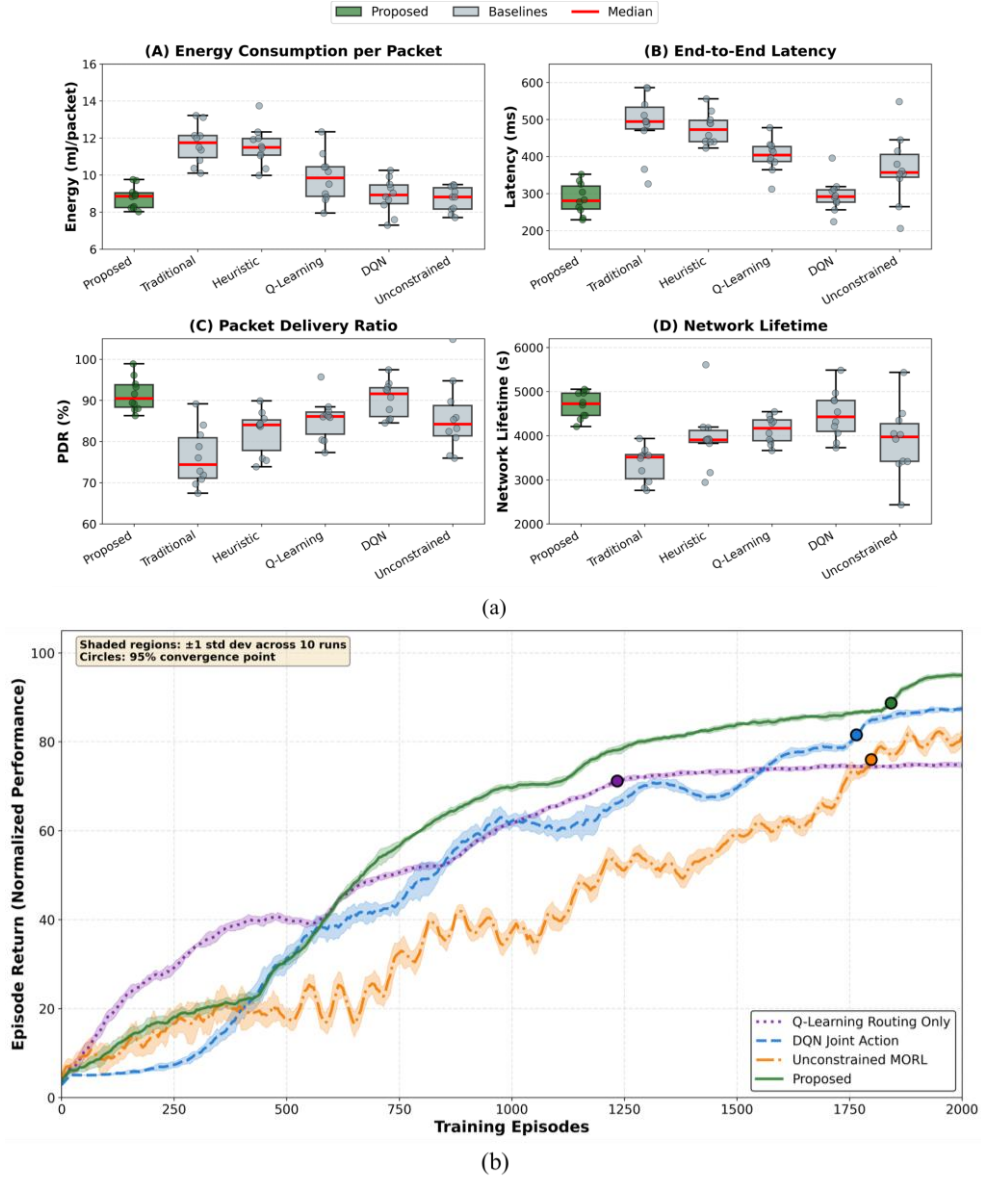 Proposed Baselines Median
(A) Energy Consumption per Packet
Energy (mJ/packet)
16
14
12
10
8
6
Proposed Traditional Heuristic Q-Learning DQN Unconstrained
(B) End-to-End Latency
Latency (ms)
600
500
400
300
200
Proposed Traditional Heuristic Q-Learning DQN Unconstrained
(C) Packet Delivery Ratio
PDR (%)
100
90
80
70
60
Proposed Traditional Heuristic Q-Learning DQN Unconstrained
(D) Network Lifetime
Network Lifetime (s)
6000
5000
4000
3000
2000
Proposed Traditional Heuristic Q-Learning DQN Unconstrained
(a)
Shaded regions: ±1 std dev across 10 runs
Circles: 95% convergence point
Episode Return (Normalized Performance)
100
80
60
40
20
0
Q-Learning Routing Only
DQN Joint Action
Unconstrained MORL
Proposed
0 250 500 750 1000 1250 1500 1750 2000
Training Episodes
(b)